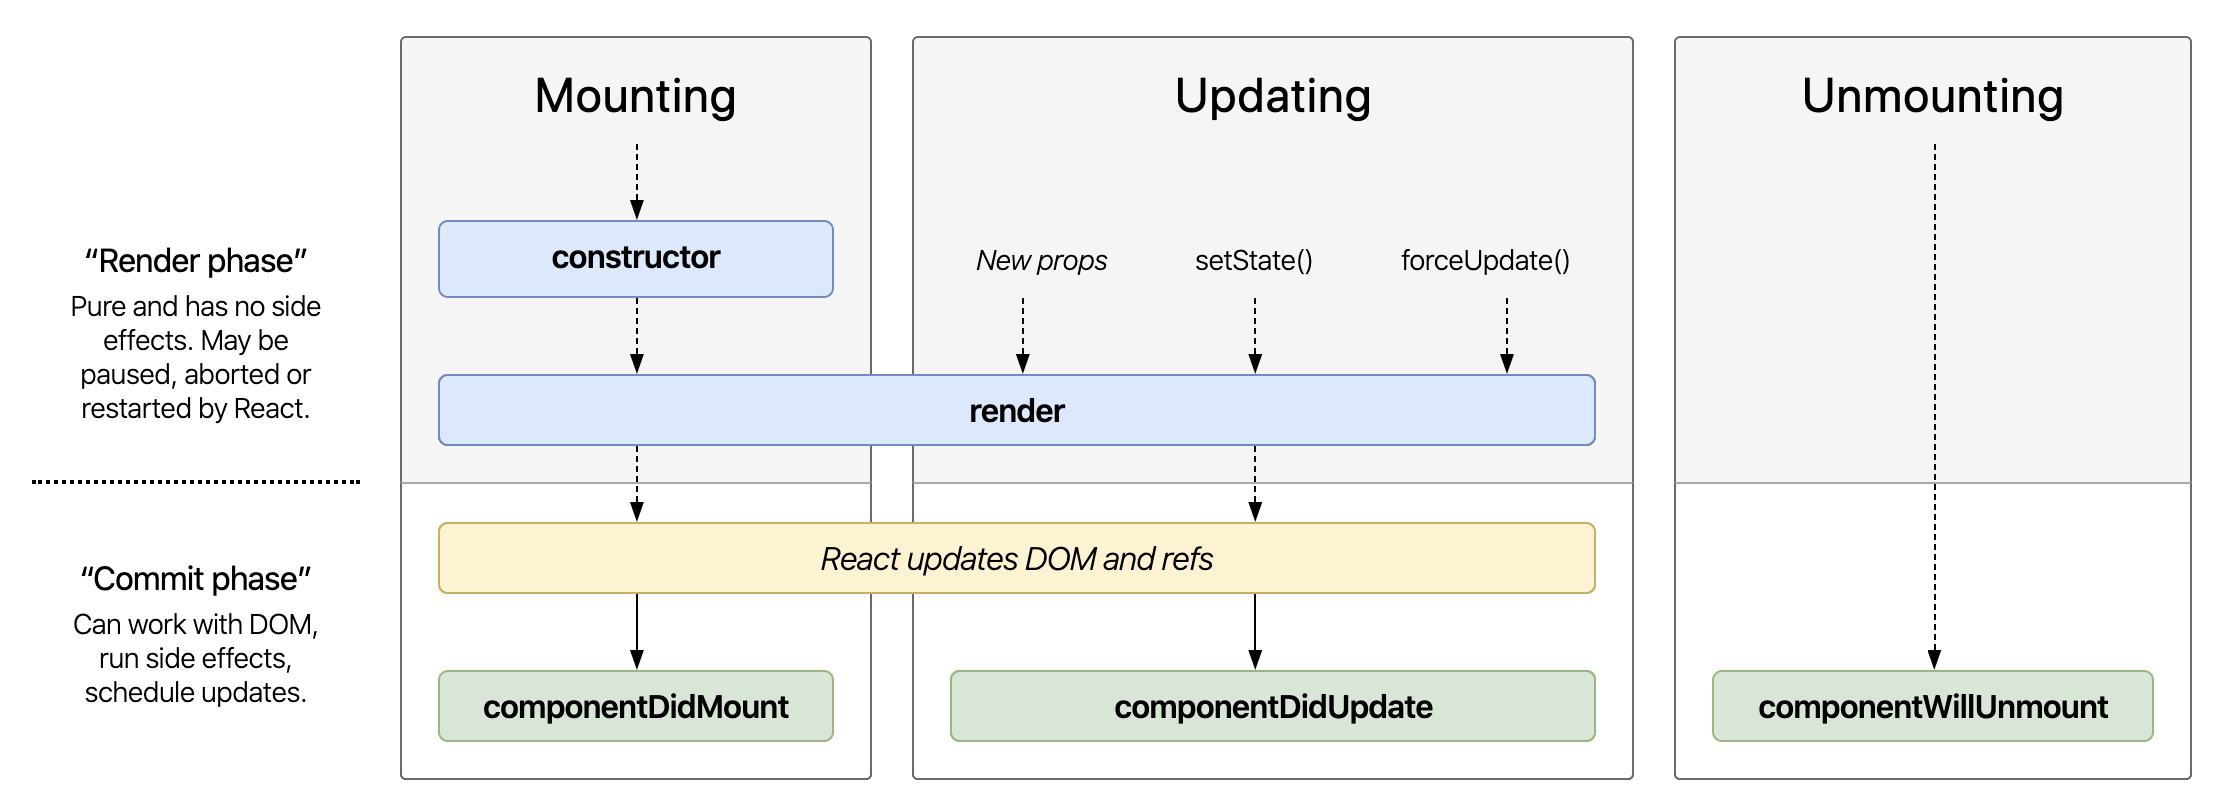 Mounting
Updating
Unmounting
“Render phase”
Pure and has no side
effects. May be
paused, aborted or
restarted by React.
constructor
New props
setState()
forceUpdate()
render
“Commit phase”
Can work with DOM,
run side effects,
schedule updates.
React updates DOM and refs
componentDidMount
componentDidUpdate
componentWillUnmount